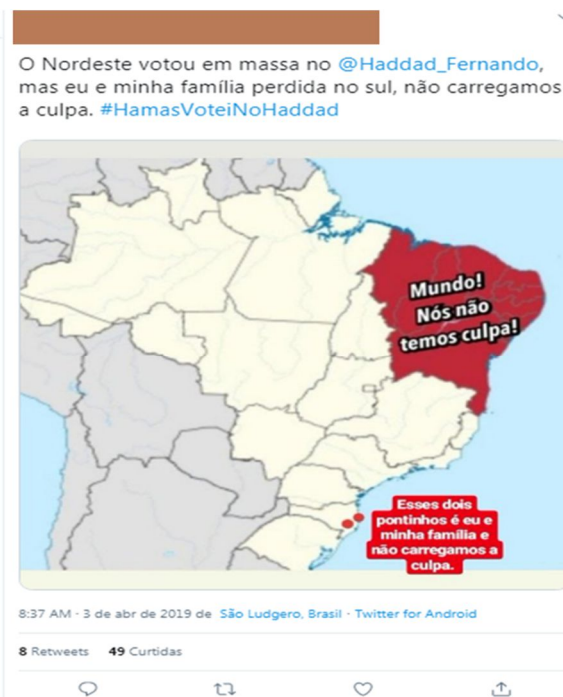 O Nordeste votou em massa no @Haddad_Fernando,
mas eu e minha família perdida no sul, não carregamos
a culpa. #HamasVoteiNoHaddad
Mundo!
Nós não
temos culpa!
Esses dois
pontinhos é eu e
minha família e
não carregamos a
culpa.
8:37 AM · 3 de abr de 2019 de São Ludgero, Brasil · Twitter for Android
8 Retweets 49 Curtidas